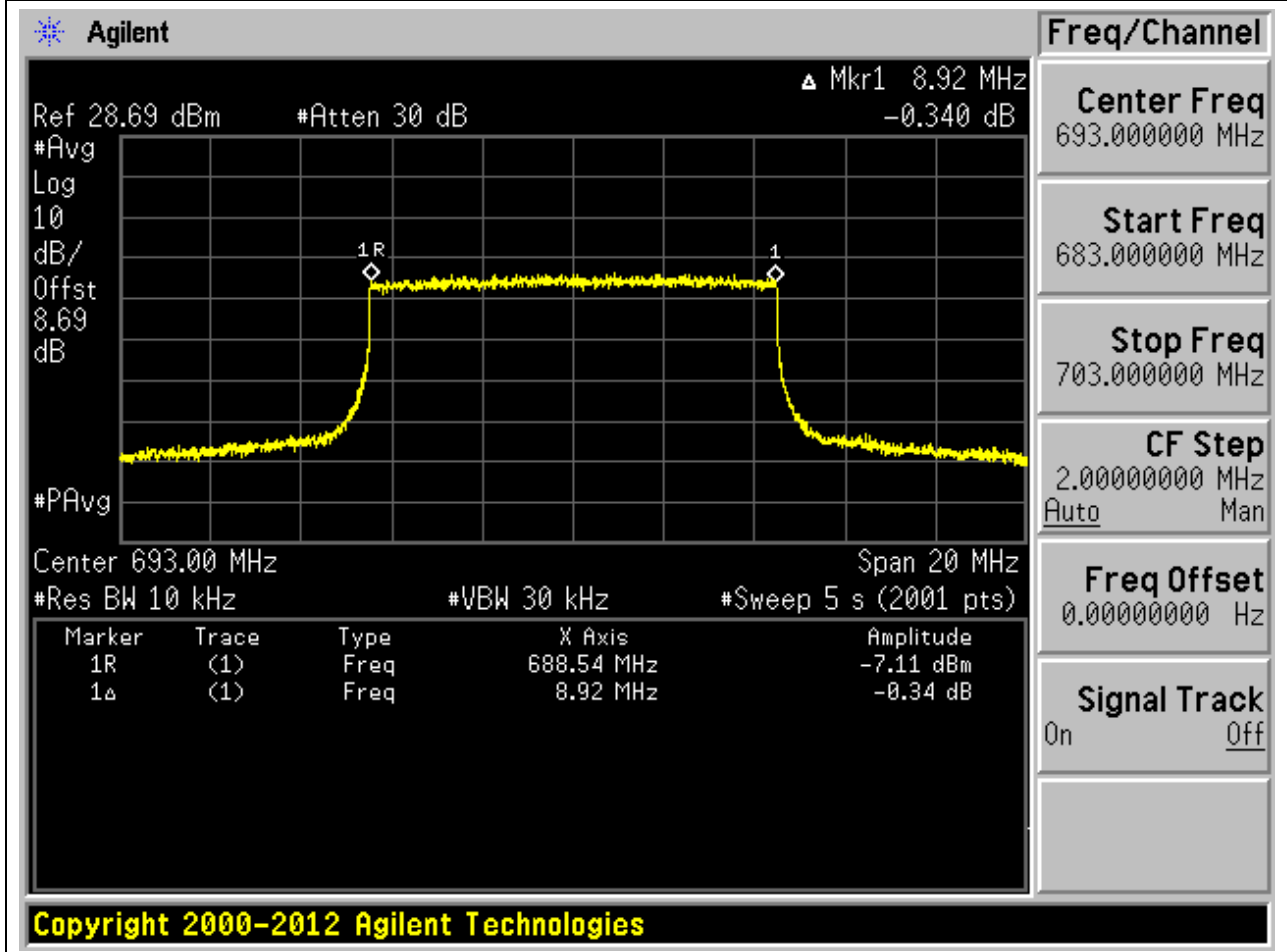 Agilent
Freq/Channel
▵ Mkr1 8.92 MHz
Ref 28.69 dBm #Atten 30 dB -0.340 dB
#Avg
Log
10
dB/
Offst
8.69
dB
1R
1
#PAvg
Center 693.00 MHz Span 20 MHz
#Res BW 10 kHz #VBW 30 kHz #Sweep 5 s (2001 pts)
Marker Trace Type X Axis Amplitude
1R (1) Freq 688.54 MHz -7.11 dBm
1▵ (1) Freq 8.92 MHz -0.34 dB
Center Freq
693.000000 MHz
Start Freq
683.000000 MHz
Stop Freq
703.000000 MHz
CF Step
2.00000000 MHz
Auto Man
Freq Offset
0.00000000 Hz
Signal Track
On Off
Copyright 2000-2012 Agilent Technologies